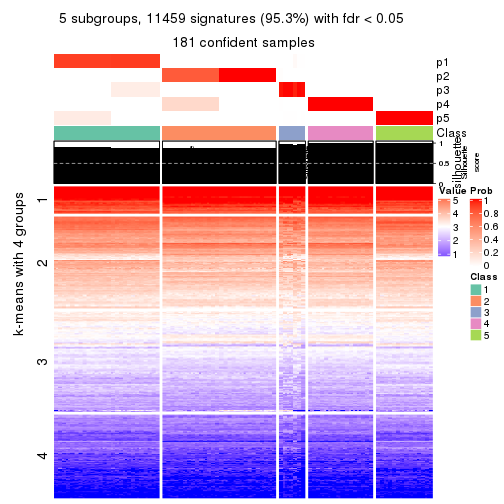 5 subgroups, 11459 signatures (95.3%) with fdr < 0.05
181 confident samples
p1
p2
p3
p4
p5
Class
1
0.5
0
silhouette
Silhouette
score
k-means with 4 groups
1
2
3
4
Value
5
4
3
2
1
Prob
1
0.8
0.6
0.4
0.2
0
Class
1
2
3
4
5